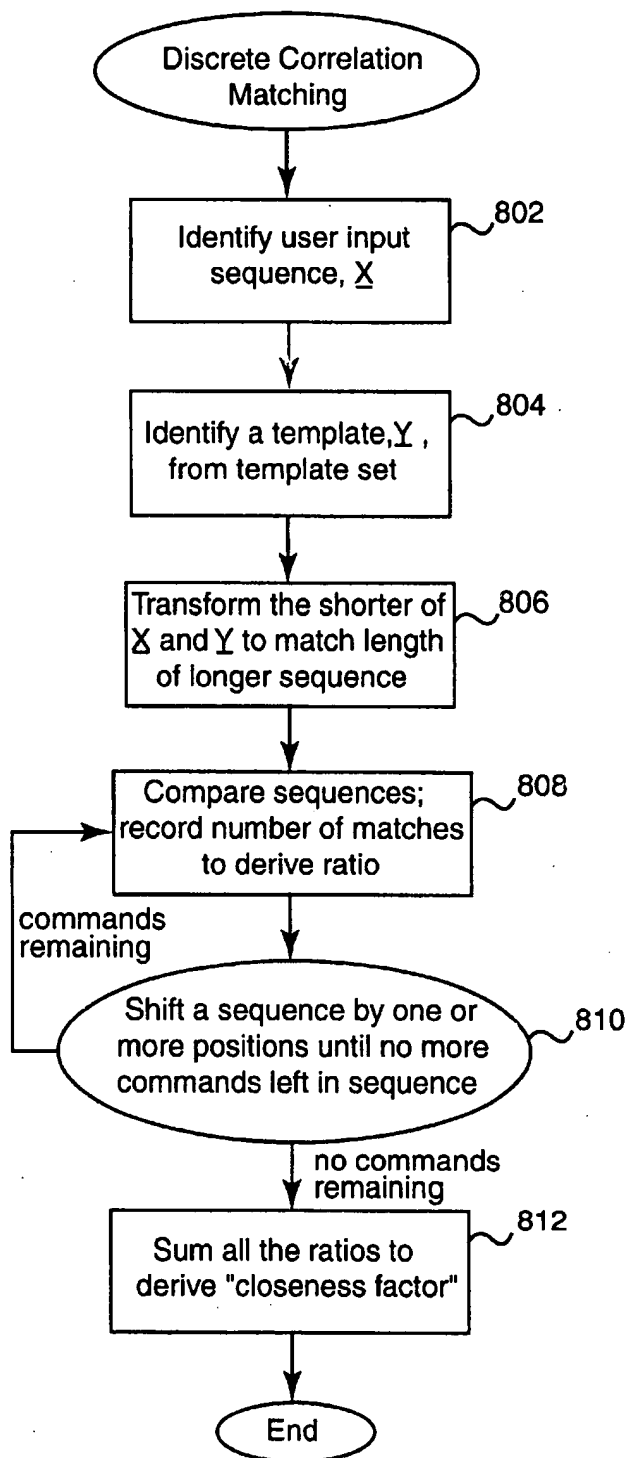 Discrete Correlation
Matching
802
Identify user input
sequence, X
804
Identify a template, Y ,
from template set
806
Transform the shorter of
X and Y to match length
of longer sequence
808
Compare sequences;
record number of matches
to derive ratio
commands
remaining
810
Shift a sequence by one or
more positions until no more
commands left in sequence
no commands
remaining
812
Sum all the ratios to
derive "closeness factor"
End